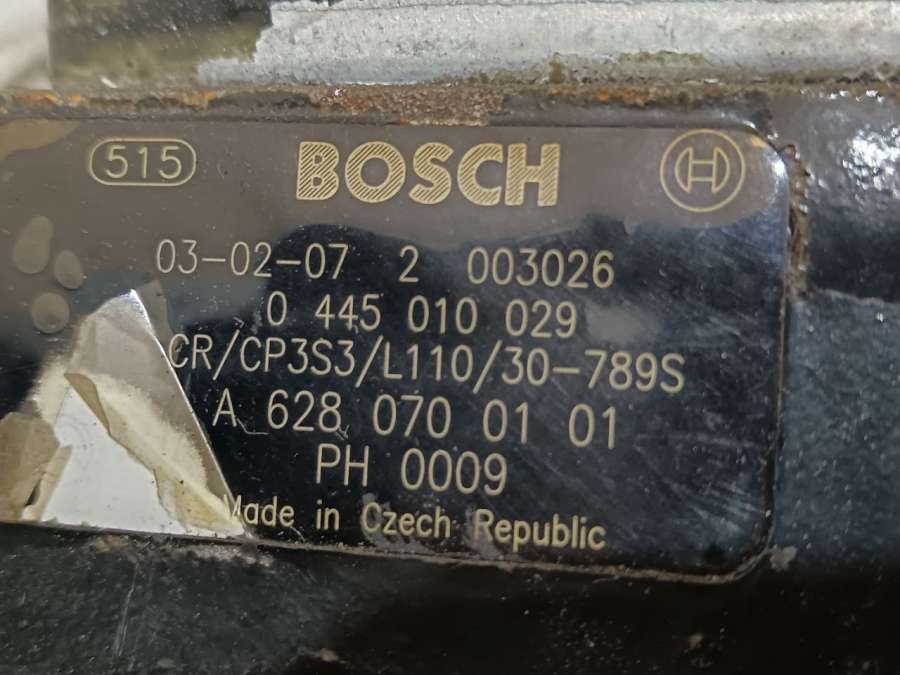 515 BOSCH
03-02-07 2 003026
0 445 010 029
CR/CP3S3/L110/30-789S
A 628 070 01 01
PH 0009
Made in Czech Republic